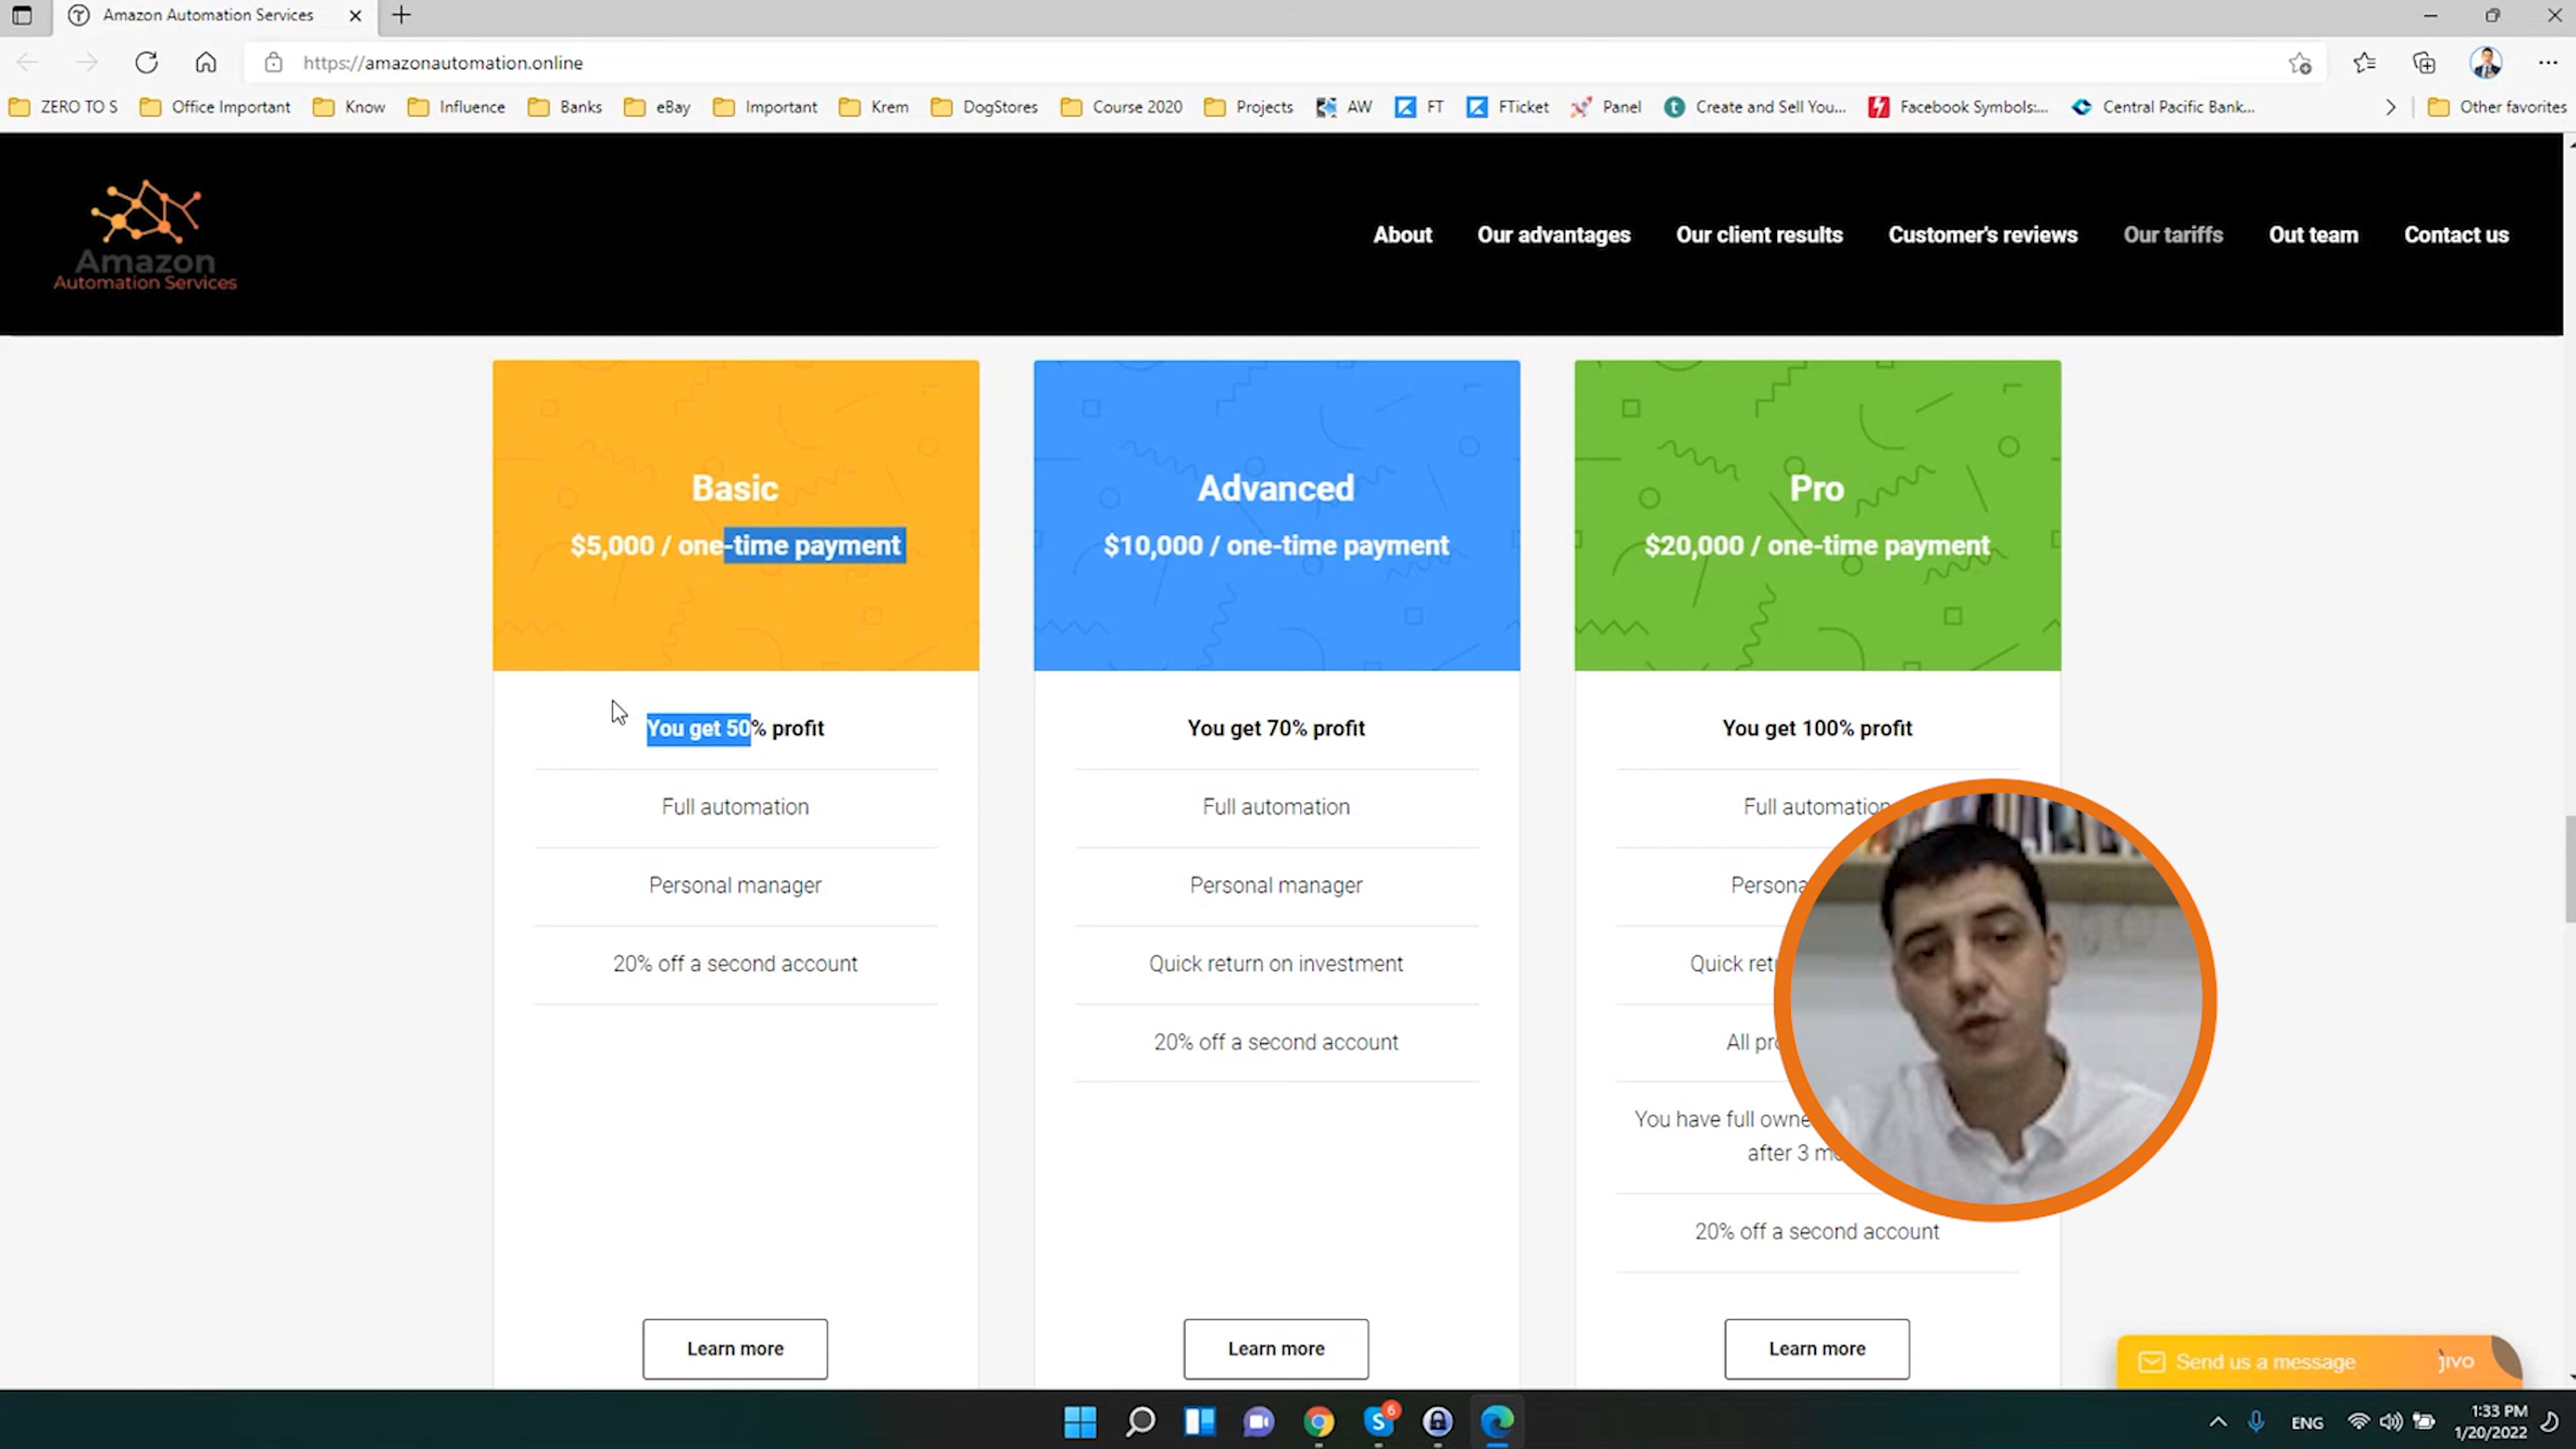 Amazon Automation Services
https://amazonautomation.online
ZERO TO S
Office Important
Know
Influence
Banks
eBay
Important
Krem
DogStores
Course 2020
Projects
AW
FT
FTicket
Panel
Create and Sell You...
Facebook Symbols:...
Central Pacific Bank...
Other favorites
Amazon
Automation Services
About
Our advantages
Our client results
Customer's reviews
Our tariffs
Out team
Contact us
Basic
$5,000 / one-time payment
You get 50% profit
Full automation
Personal manager
20% off a second account
Learn more
Advanced
$10,000 / one-time payment
You get 70% profit
Full automation
Personal manager
Quick return on investment
20% off a second account
Learn more
Pro
$20,000 / one-time payment
You get 100% profit
Full automation
Persona
Quick ret
All pr
You have full owne
after 3 m
20% off a second account
Learn more
Send us a message
jivo
6
ENG
1:33 PM
1/20/2022